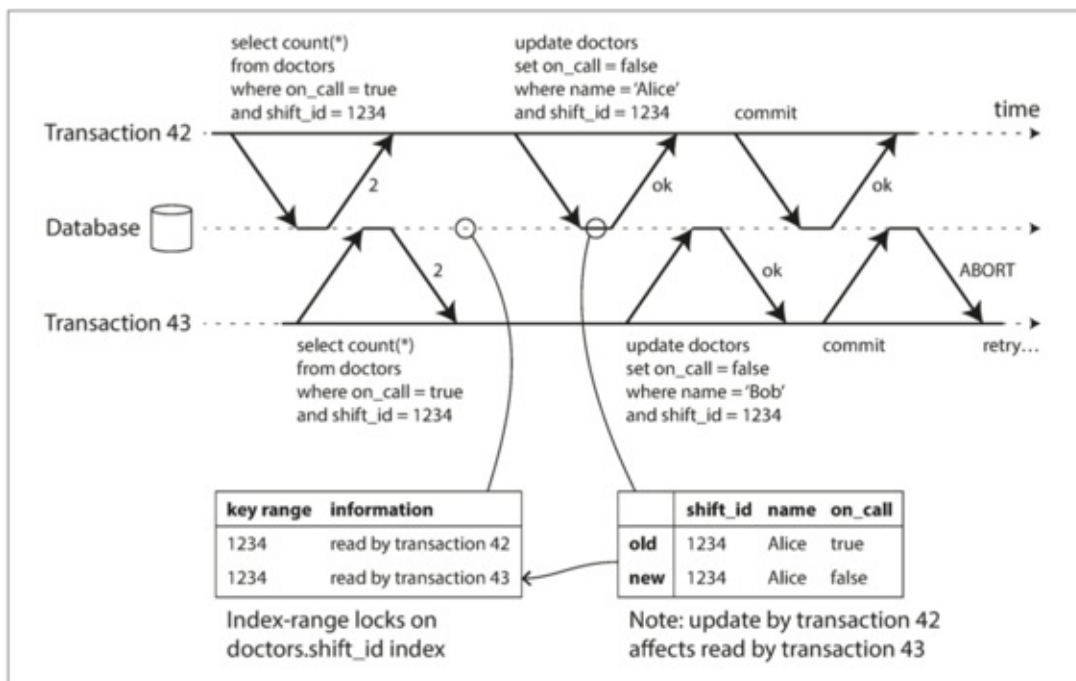 select count(*)
from doctors
where on_call = true
and shift_id = 1234
update doctors
set on_call = false
where name = 'Alice'
and shift_id = 1234
commit
time
Transaction 42
2
ok
ok
Database
2
ok
ABORT
Transaction 43
select count(*)
from doctors
where on_call = true
and shift_id = 1234
update doctors
set on_call = false
where name = 'Bob'
and shift_id = 1234
commit
retry...
key range information
1234 read by transaction 42
1234 read by transaction 43
Index-range locks on
doctors.shift_id index
shift_id name on_call
old 1234 Alice true
new 1234 Alice false
Note: update by transaction 42
affects read by transaction 43